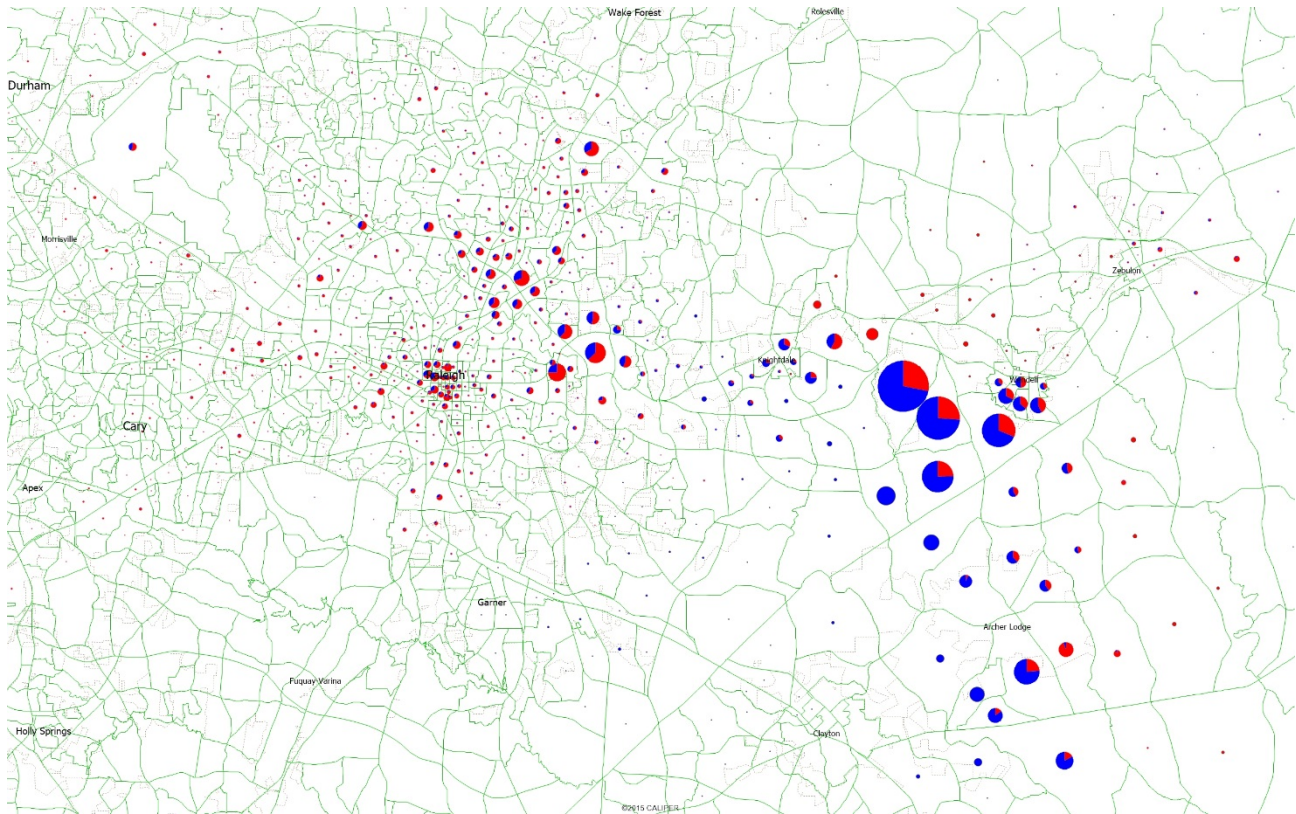 Wake Forest
Rolesville
Durham
Morrisville
Zebulon
Knightdale
Raleigh
Wendell
Cary
Apex
Garner
Archer Lodge
Fuquay-Varina
Holly Springs
Clayton
©2015 CALIPER